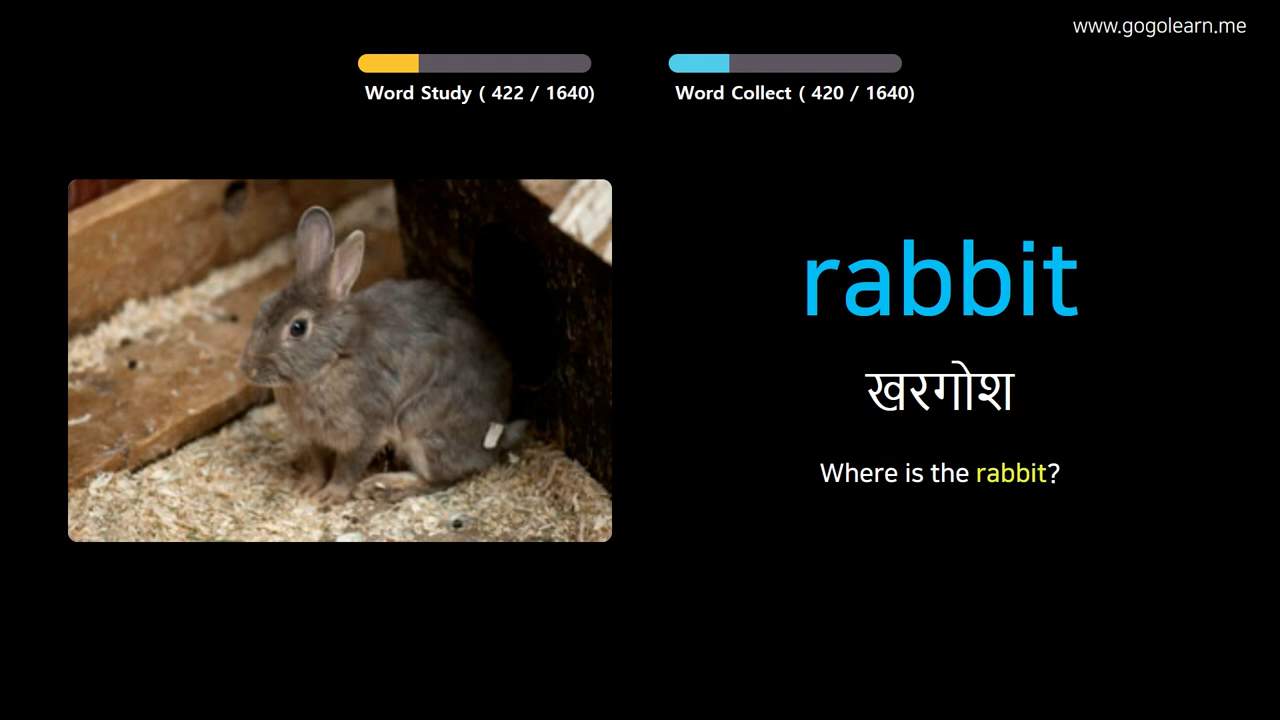 www.gogolearn.me
Word Study ( 422 / 1640)
Word Collect ( 420 / 1640)
rabbit
खरगोश
Where is the rabbit?